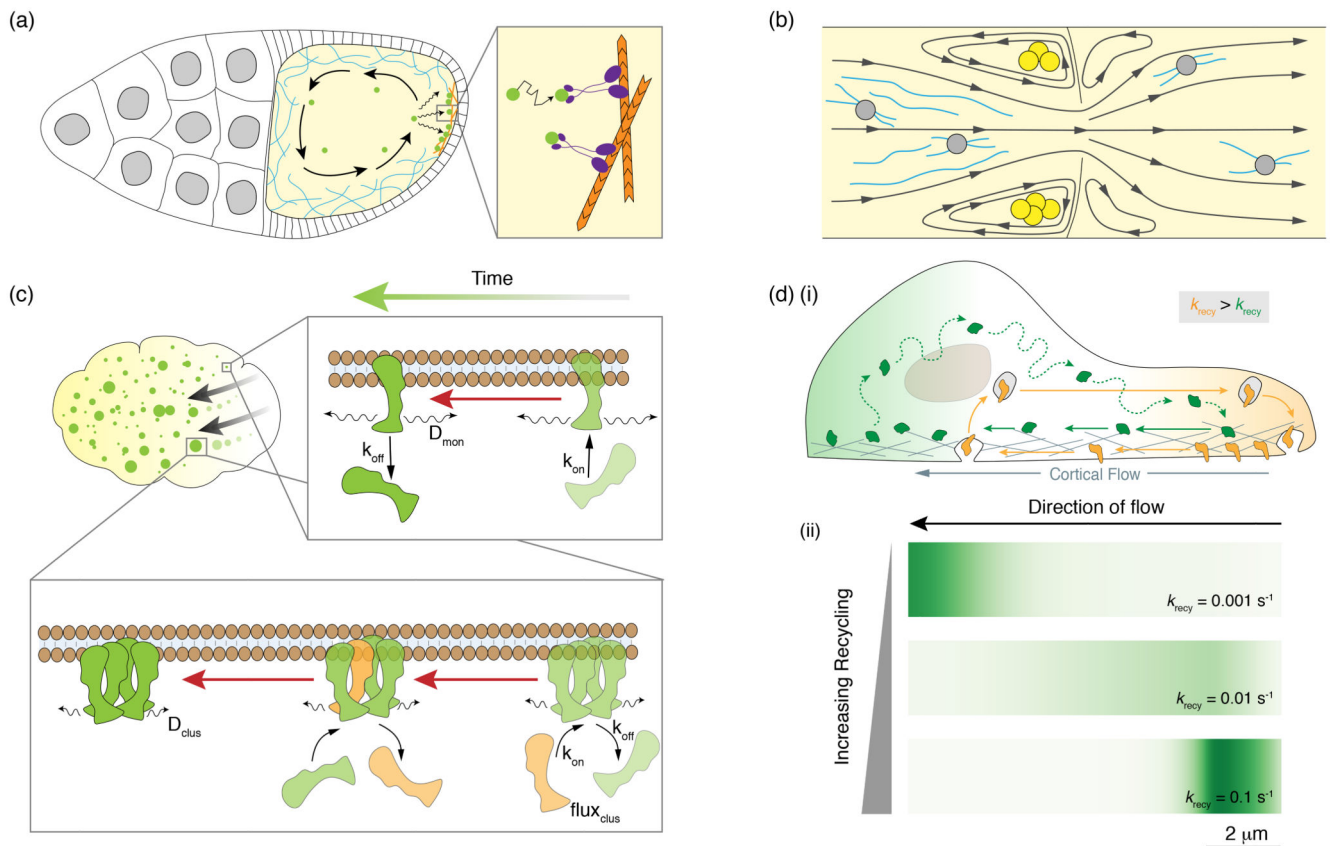 (a)
(b)
Time
(c)
D_mon
k_off
k_on
D_clus
k_on
k_off
flux_clus
(d) (i)
k_recy > k_recy
Cortical Flow
Direction of flow
(ii)
Increasing Recycling
k_recy = 0.001 s⁻¹
k_recy = 0.01 s⁻¹
k_recy = 0.1 s⁻¹
2 μm